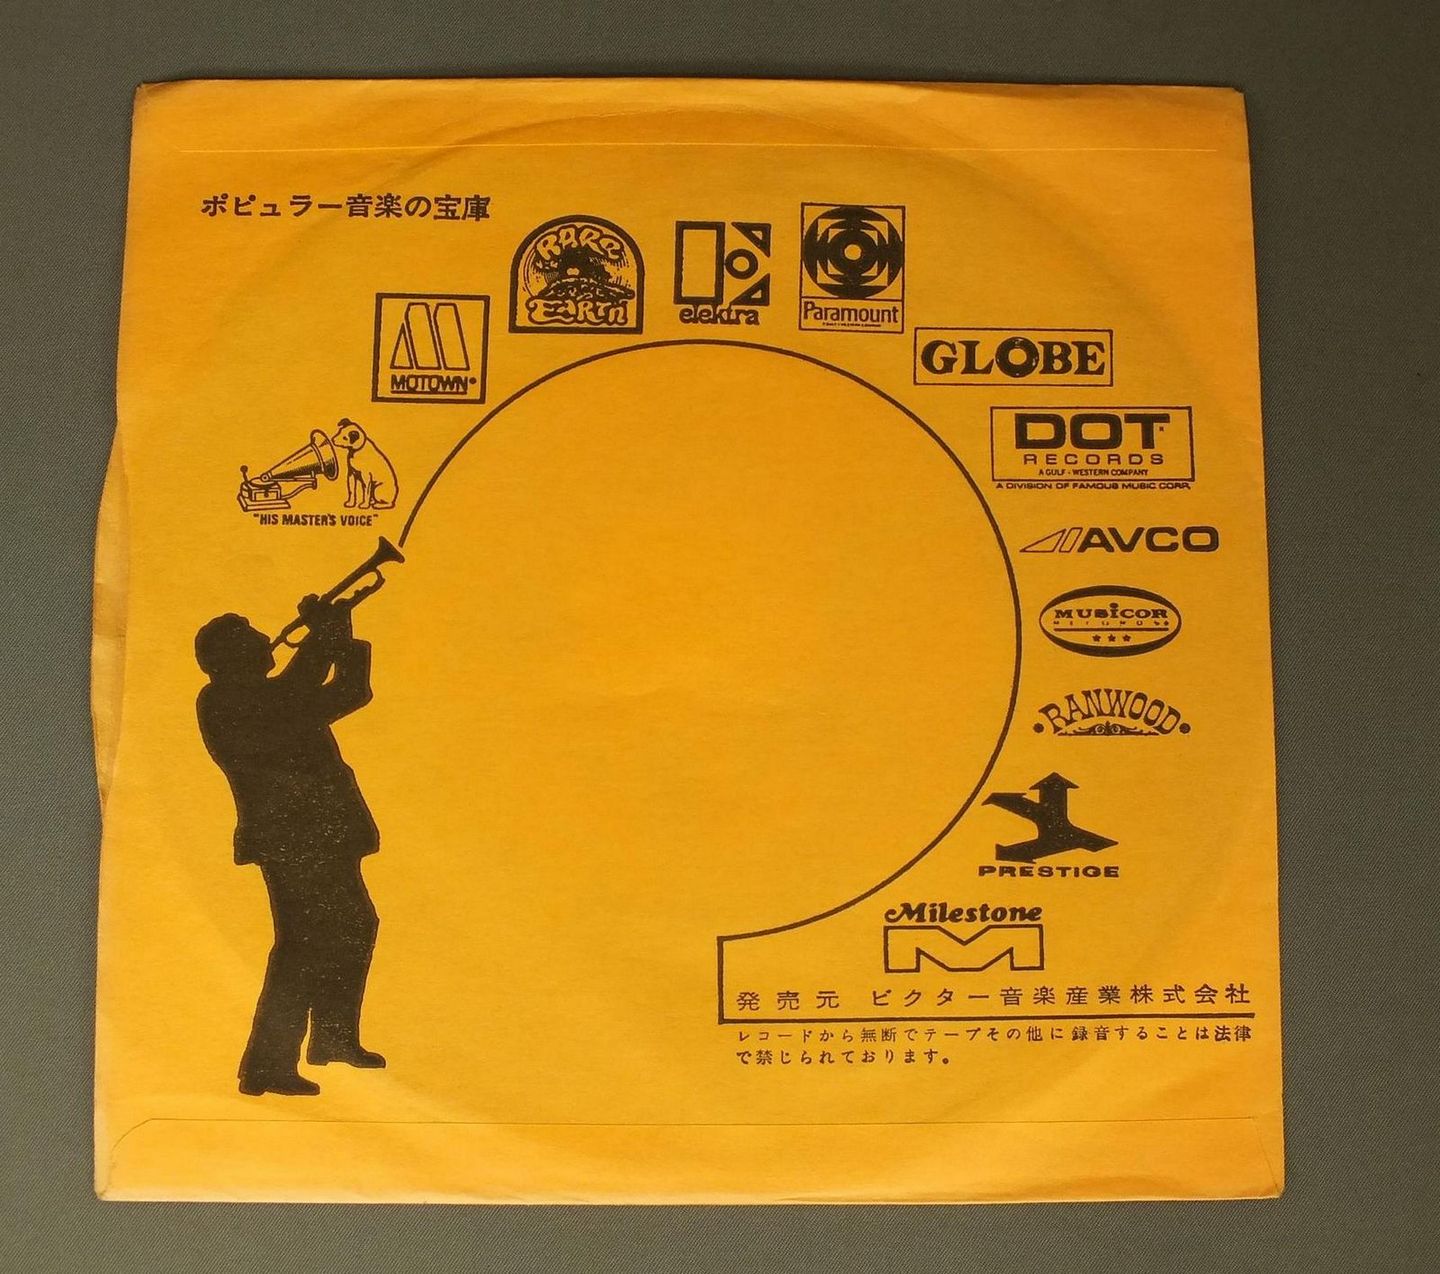 ポピュラー音楽の宝庫
RARE
EARTH
elektra
Paramount
MOTOWN
GLOBE
DOT
RECORDS
A GULF + WESTERN COMPANY
A DIVISION OF FAMOUS MUSIC CORP.
"HIS MASTER'S VOICE"
AVCO
MUSICOR
RECORDS
RANWOOD
PRESTIGE
Milestone
発売元 ビクター音楽産業株式会社
レコードから無断でテープその他に録音することは法律
で禁じられております。